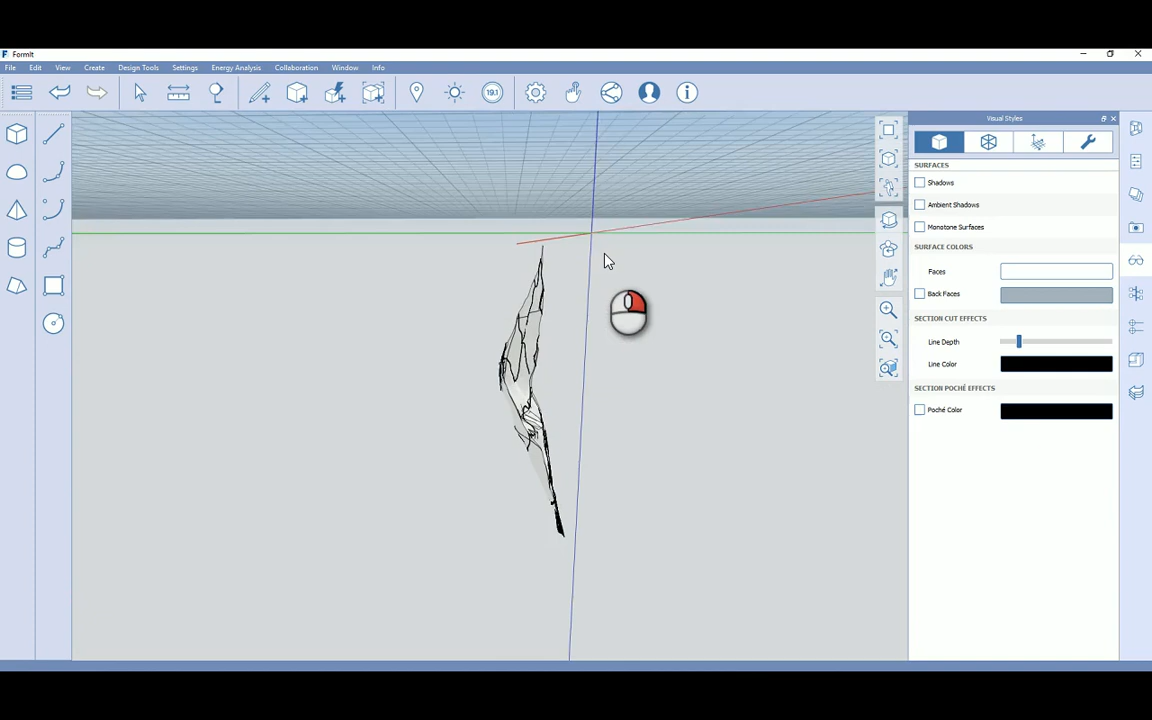 FormIt
File Edit View Create Design Tools Settings Energy Analysis Collaboration Window Info
19.1
Visual Styles
SURFACES
Shadows
Ambient Shadows
Monotone Surfaces
SURFACE COLORS
Faces
Back Faces
SECTION CUT EFFECTS
Line Depth
Line Color
SECTION POCHÉ EFFECTS
Poché Color